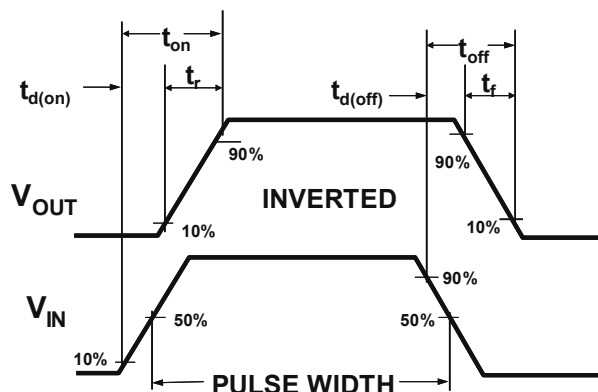 t_on t_off
t_r t_f
t_d(on) t_d(off)
90% 90%
V_OUT INVERTED
10% 10%
90%
V_IN 50% 50%
10%
PULSE WIDTH